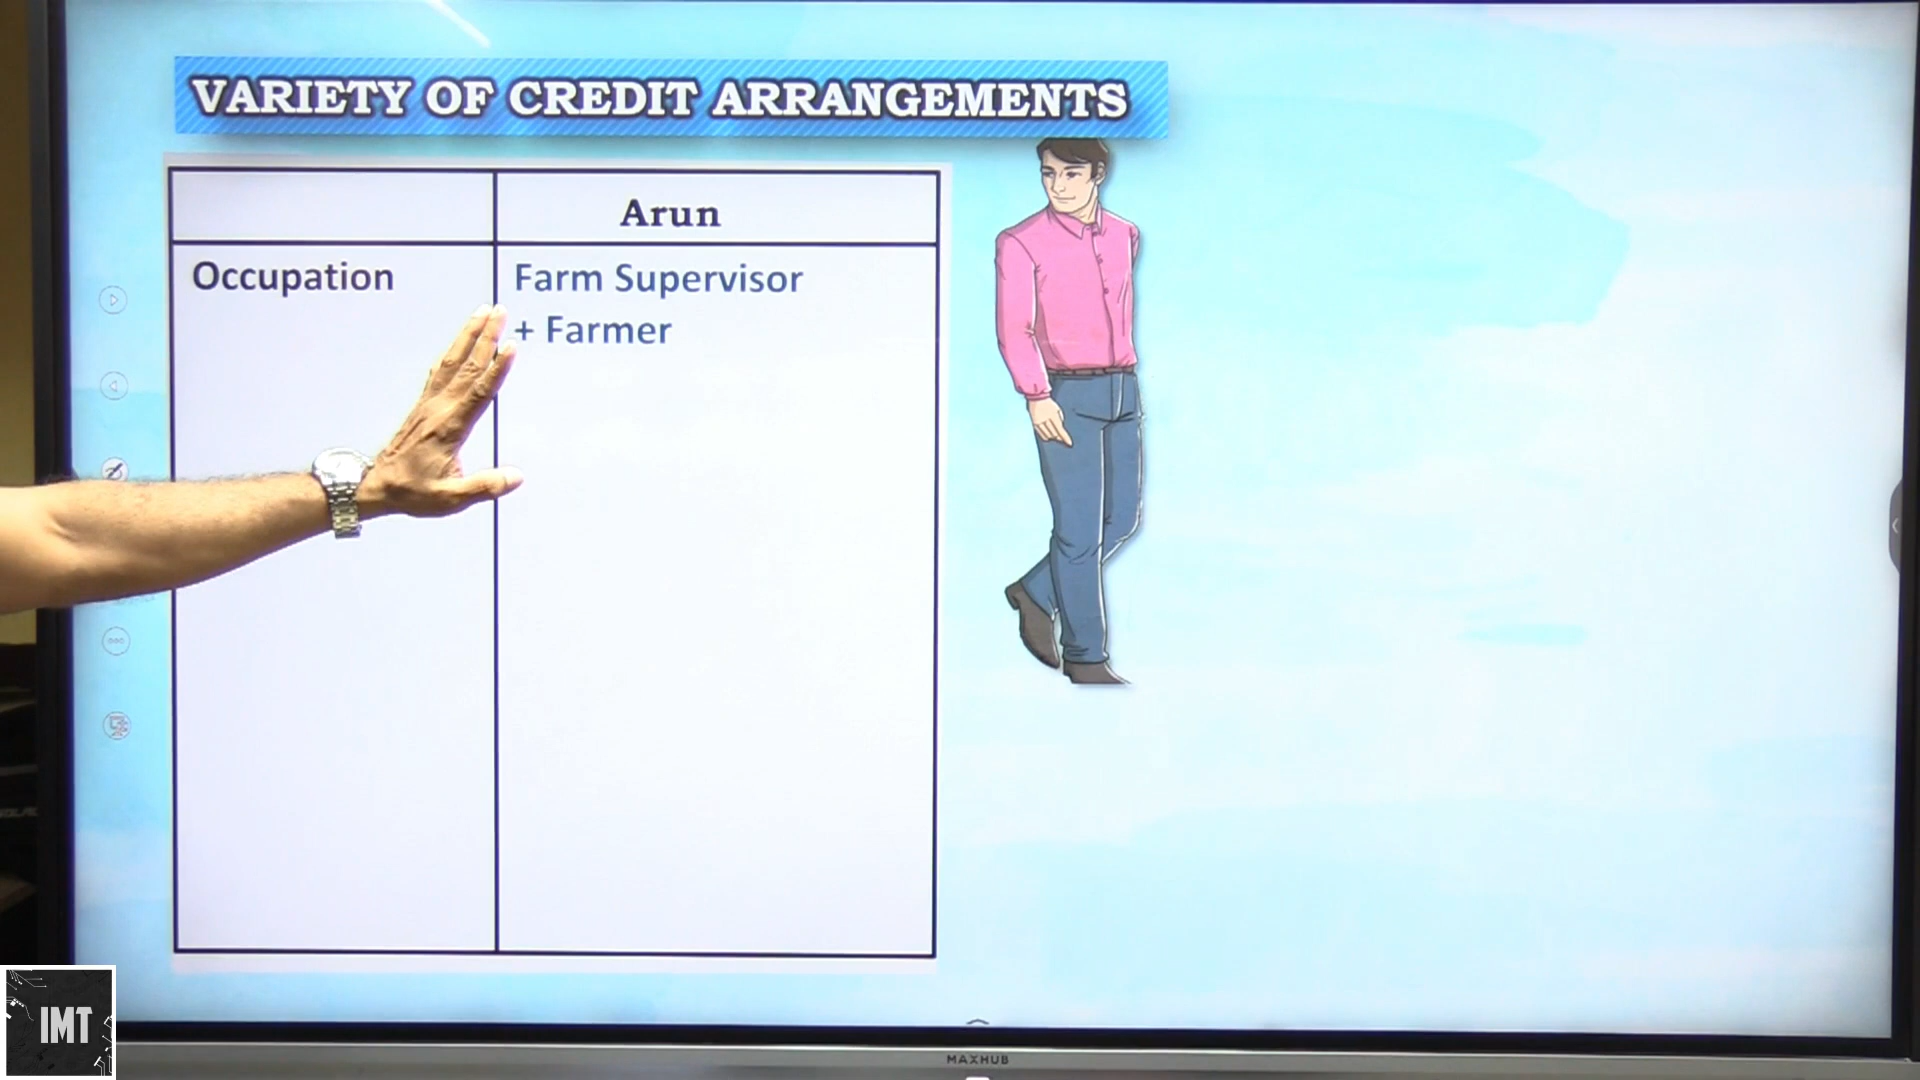 VARIETY OF CREDIT ARRANGEMENTS
Arun
Occupation
Farm Supervisor
+ Farmer
IMT
MAXHUB